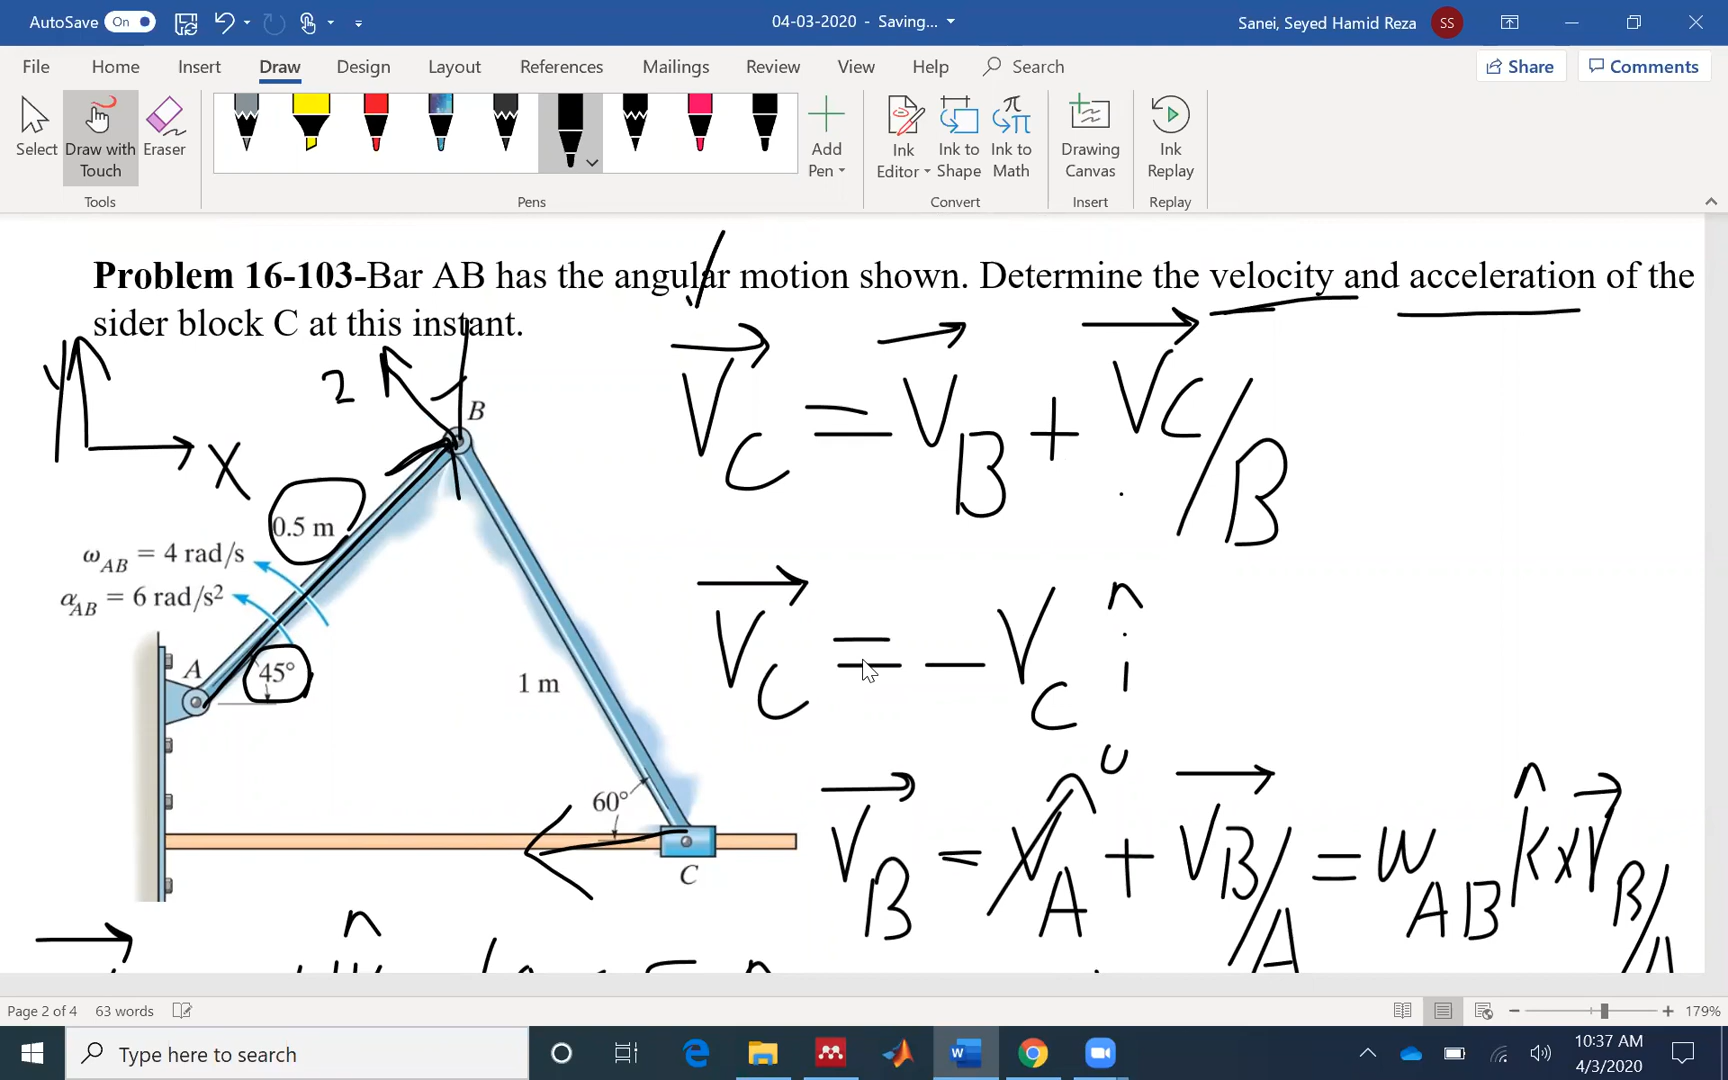 AutoSave On
04-03-2020 - Saving...
Sanei, Seyed Hamid Reza SS
File Home Insert Draw Design Layout References Mailings Review View Help Search
Share Comments
Select Draw with Touch Eraser
Add Pen
Ink Editor Ink to Shape Ink to Math
Drawing Canvas
Ink Replay
Tools Pens Convert Insert Replay
Problem 16-103-Bar AB has the angular motion shown. Determine the velocity and acceleration of the
sider block C at this instant.
y
x
2
B
V_C = V_B + V_C/B
0.5 m
ω_AB = 4 rad/s
α_AB = 6 rad/s²
A
45°
1 m
V_C = - V_C i
60°
C
V_B = V_A + V_B/A = ω_AB k x r_B/A
0
Page 2 of 4 63 words
179%
Type here to search
10:37 AM
4/3/2020